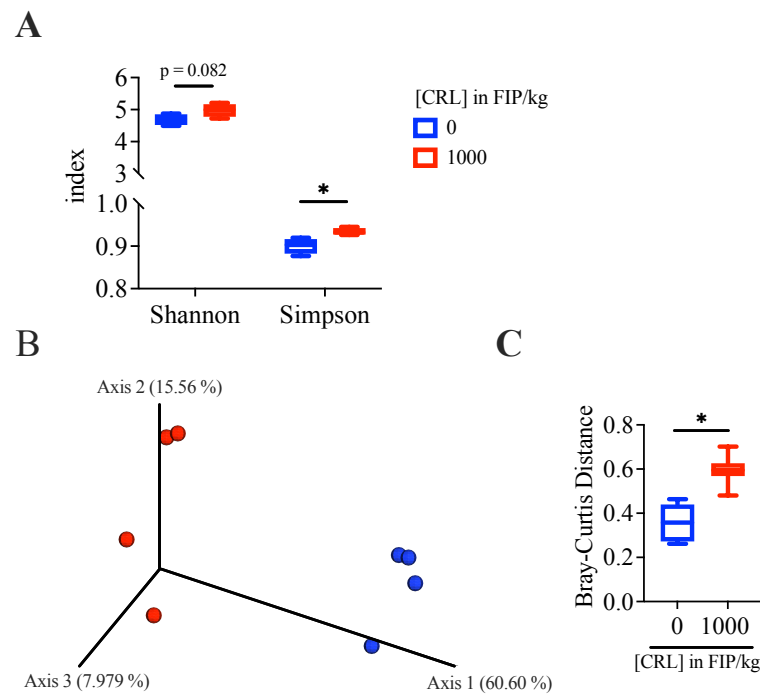 A
p = 0.082
[CRL] in FIP/kg
0
1000
6
5
4
3
1.0
0.9
0.8
index
*
Shannon Simpson
B
Axis 2 (15.56 %)
Axis 3 (7.979 %)
Axis 1 (60.60 %)
C
Bray-Curtis Distance
0.8
0.6
0.4
0.2
0.0
*
0 1000
[CRL] in FIP/kg